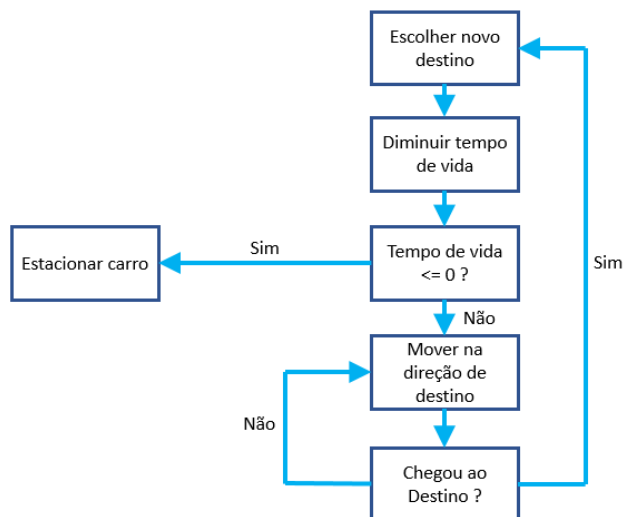 Escolher novo
destino
Diminuir tempo
de vida
Estacionar carro
Sim
Tempo de vida
<= 0 ?
Sim
Não
Mover na
direção de
destino
Não
Chegou ao
Destino ?